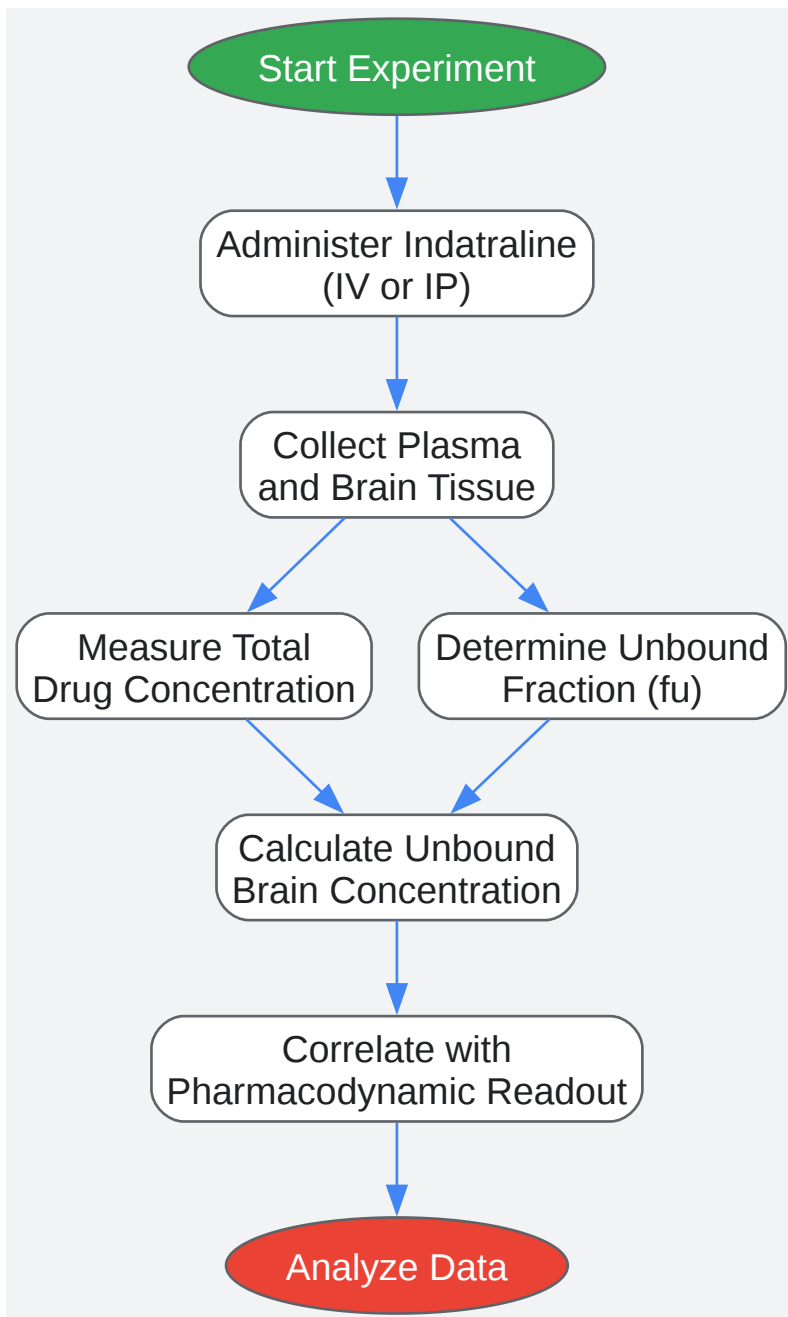 Start Experiment
Administer Indatraline
(IV or IP)
Collect Plasma
and Brain Tissue
Measure Total
Drug Concentration
Determine Unbound
Fraction (fu)
Calculate Unbound
Brain Concentration
Correlate with
Pharmacodynamic Readout
Analyze Data